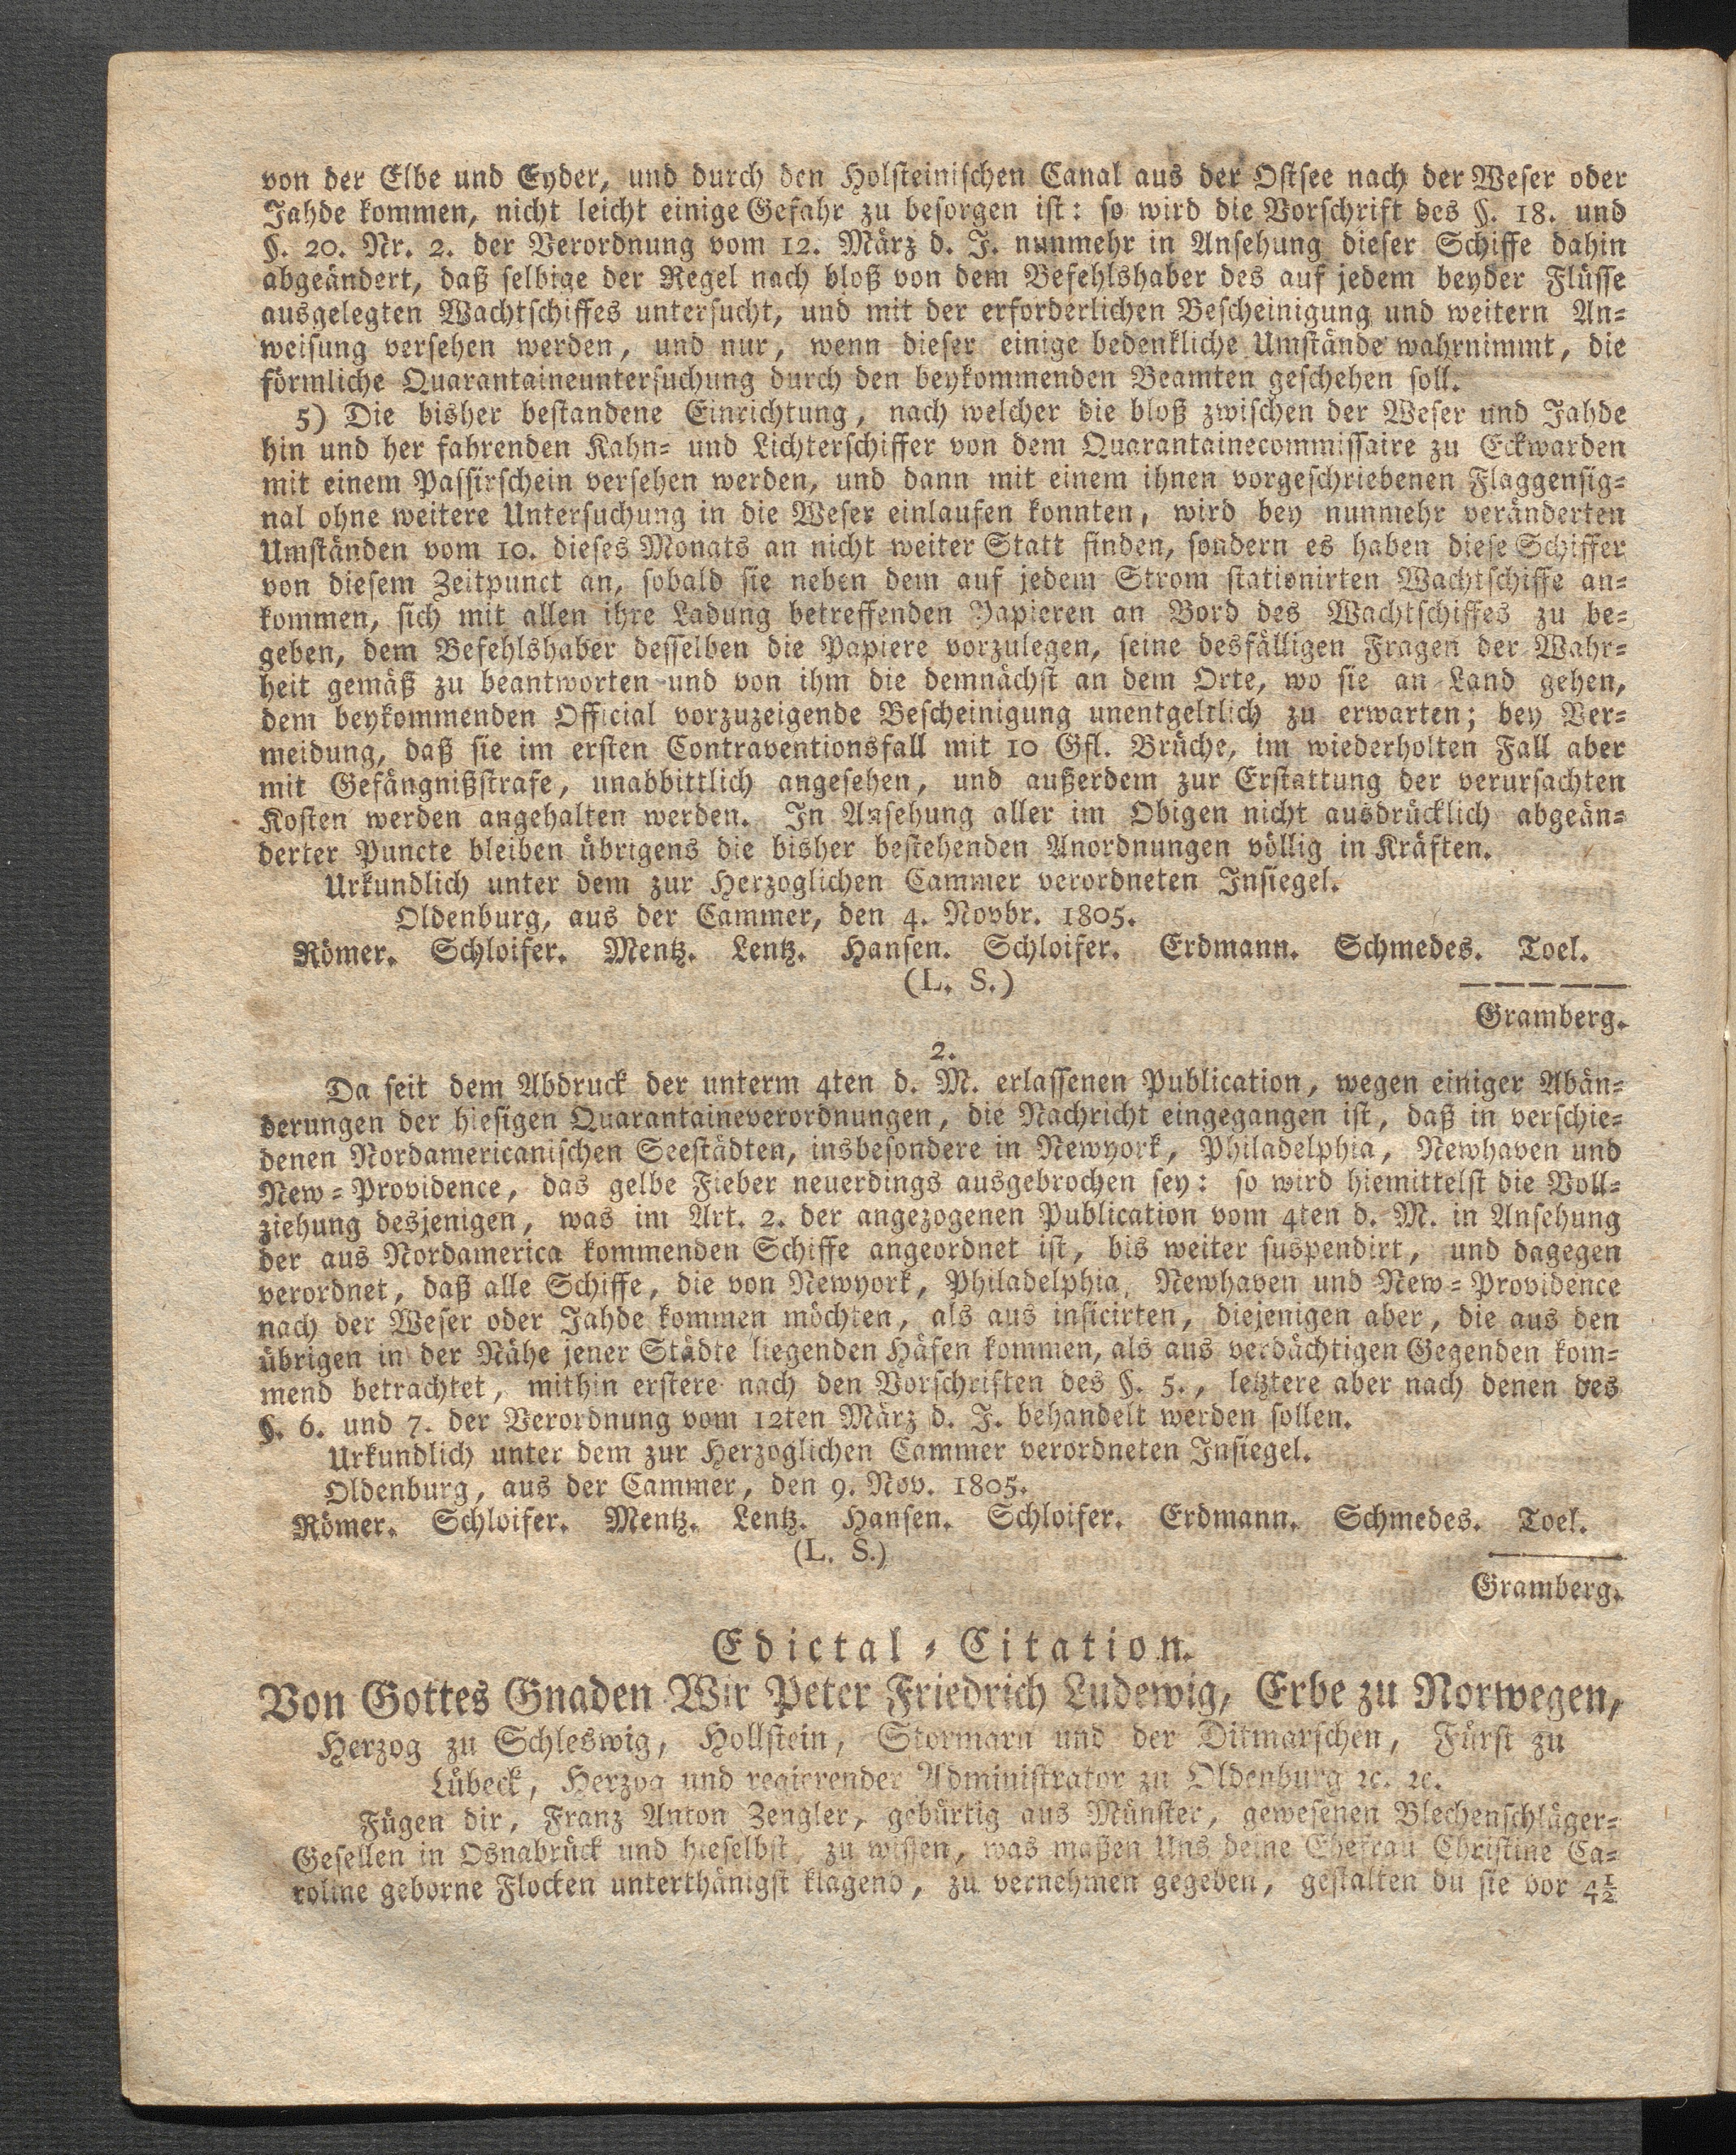 von der Elbe und Eyder, und durch den Holsteinischen Canal aus der Ostsee nach der Weser oder
Jahde kommen, nicht leicht einige Gefahr zu besorgen ist: so wird die Vorschrift des §. 18. und
§. 20. Nr. 2. der Verordnung vom 12. März d. J. nunmehr in Ansehung dieser Schiffe dahin
abgeändert, daß selbige der Regel nach bloß von dem Befehlshaber des auf jedem beyder Flüsse
ausgelegten Wachtschiffes untersucht, und mit der erforderlichen Bescheinigung und weitern An-
weisung versehen werden, und nur, wenn dieser einige bedenkliche Umstände wahrnimmt, die
förmliche Quarantaineuntersuchung durch den beykommenden Beamten geschehen soll.
5) Die bisher bestandene Einrichtung, nach welcher die bloß zwischen der Weser und Jahde
hin und her fahrenden Kahn- und Lichterschiffer von dem Quarantainecommissaire zu Eckwarden
mit einem Passirschein versehen werden, und dann mit einem ihnen vorgeschriebenen Flaggensig-
nal ohne weitere Untersuchung in die Weser einlaufen konnten, wird bey nunmehr veränderten
Umständen vom 10. dieses Monats an nicht weiter Statt finden, sondern es haben diese Schiffer
von diesem Zeitpunct an, sobald sie neben dem auf jedem Strom stationirten Wachtschiffe an-
kommen, sich mit allen ihre Ladung betreffenden Papieren an Bord des Wachtschiffes zu be-
geben, dem Befehlshaber desselben die Papiere vorzulegen, seine desfälligen Fragen der Wahr-
heit gemäß zu beantworten und von ihm die demnächst an dem Orte, wo sie an Land gehen,
dem beykommenden Official vorzuzeigende Bescheinigung unentgeltlich zu erwarten; bey Ver-
meidung, daß sie im ersten Contraventionsfall mit 10 Gfl. Brüche, im wiederholten Fall aber
mit Gefängnißstrafe, unabbittlich angesehen, und außerdem zur Erstattung der verursachten
Kosten werden angehalten werden. In Ansehung aller im Obigen nicht ausdrücklich abgeän-
derter Puncte bleiben übrigens die bisher bestehenden Anordnungen völlig in Kräften.
Urkundlich unter dem zur Herzoglichen Cammer verordneten Insiegel.
Oldenburg, aus der Cammer, den 4. Novbr. 1805.
Römer. Schloifer. Mentz. Lentz. Hansen. Schloifer. Erdmann. Schmedes. Toel.
(L. S.)
Gramberg.
2.
Da seit dem Abdruck der unterm 4ten d. M. erlassenen Publication, wegen einiger Abän-
derungen der hiesigen Quarantaineverordnungen, die Nachricht eingegangen ist, daß in verschie-
denen Nordamericanischen Seestädten, insbesondere in Newyork, Philadelphia, Newhaven und
New-Providence, das gelbe Fieber neuerdings ausgebrochen sey: so wird hiemittelst die Voll-
ziehung desjenigen, was im Art. 2. der angezogenen Publication vom 4ten d. M. in Ansehung
der aus Nordamerica kommenden Schiffe angeordnet ist, bis weiter suspendirt, und dagegen
verordnet, daß alle Schiffe, die von Newyork, Philadelphia, Newhaven und New-Providence
nach der Weser oder Jahde kommen möchten, als aus inficirten, diejenigen aber, die aus den
übrigen in der Nähe jener Städte liegenden Häfen kommen, als aus verdächtigen Gegenden kom-
mend betrachtet, mithin erstere nach den Vorschriften des §. 5., letztere aber nach denen des
§. 6. und 7. der Verordnung vom 12ten März d. J. behandelt werden sollen.
Urkundlich unter dem zur Herzoglichen Cammer verordneten Insiegel.
Oldenburg, aus der Cammer, den 9. Nov. 1805.
Römer. Schloifer. Mentz. Lentz. Hansen. Schloifer. Erdmann. Schmedes. Toel.
(L. S.)
Gramberg.
Edictal-Citation.
Von Gottes Gnaden Wir Peter Friedrich Ludewig, Erbe zu Norwegen,
Herzog zu Schleswig, Hollstein, Stormarn und der Ditmarschen, Fürst zu
Lübeck, Herzog und regierender Administrator zu Oldenburg ꝛc. ꝛc.
Fügen dir, Franz Anton Zengler, gebürtig aus Münster, gewesenen Blechenschläger-
Gesellen in Osnabrück und hieselbst, zu wissen, was maßen Uns deine Ehefrau Christine Ca-
roline geborne Flocken unterthänigst klagend, zu vernehmen gegeben, gestalten du sie vor 4½